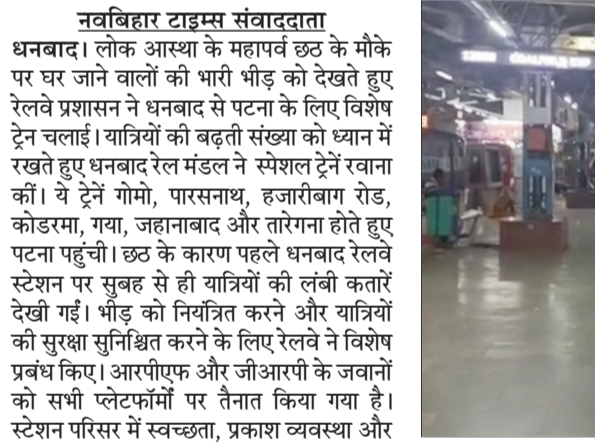 नवबिहार टाइम्स संवाददाता
धनबाद। लोक आस्था के महापर्व छठ के मौके
पर घर जाने वालों की भारी भीड़ को देखते हुए
रेलवे प्रशासन ने धनबाद से पटना के लिए विशेष
ट्रेन चलाई। यात्रियों की बढ़ती संख्या को ध्यान में
रखते हुए धनबाद रेल मंडल ने स्पेशल ट्रेनें रवाना
कीं। ये ट्रेनें गोमो, पारसनाथ, हजारीबाग रोड,
कोडरमा, गया, जहानाबाद और तारेगना होते हुए
पटना पहुंची। छठ के कारण पहले धनबाद रेलवे
स्टेशन पर सुबह से ही यात्रियों की लंबी कतारें
देखी गईं। भीड़ को नियंत्रित करने और यात्रियों
की सुरक्षा सुनिश्चित करने के लिए रेलवे ने विशेष
प्रबंध किए। आरपीएफ और जीआरपी के जवानों
को सभी प्लेटफॉर्मों पर तैनात किया गया है।
स्टेशन परिसर में स्वच्छता, प्रकाश व्यवस्था और